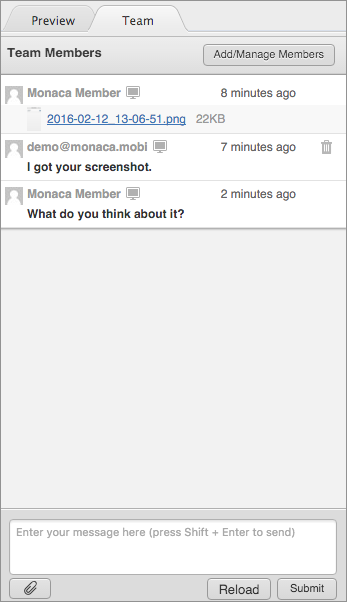 Preview Team
Team Members Add/Manage Members
Monaca Member 8 minutes ago
2016-02-12_13-06-51.png 22KB
demo@monaca.mobi 7 minutes ago
I got your screenshot.
Monaca Member 2 minutes ago
What do you think about it?
Enter your message here (press Shift + Enter to send)
Reload Submit